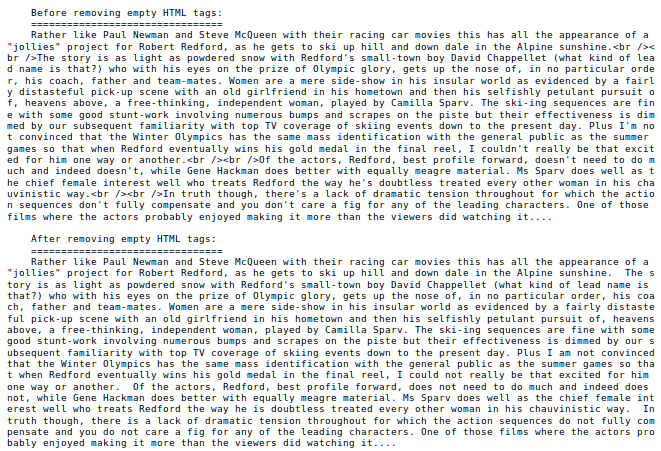 Before removing empty HTML tags:
================================
Rather like Paul Newman and Steve McQueen with their racing car movies this has all the appearance of a
"jollies" project for Robert Redford, as he gets to ski up hill and down dale in the Alpine sunshine.<br /><
br />The story is as light as powdered snow with Redford's small-town boy David Chappellet (what kind of lea
d name is that?) who with his eyes on the prize of Olympic glory, gets up the nose of, in no particular orde
r, his coach, father and team-mates. Women are a mere side-show in his insular world as evidenced by a fairl
y distasteful pick-up scene with an old girlfriend in his hometown and then his selfishly petulant pursuit o
f, heavens above, a free-thinking, independent woman, played by Camilla Sparv. The ski-ing sequences are fin
e with some good stunt-work involving numerous bumps and scrapes on the piste but their effectiveness is dim
med by our subsequent familiarity with top TV coverage of skiing events down to the present day. Plus I'm no
t convinced that the Winter Olympics has the same mass identification with the general public as the summer
games so that when Redford eventually wins his gold medal in the final reel, I couldn't really be that excit
ed for him one way or another.<br /><br />Of the actors, Redford, best profile forward, doesn't need to do m
uch and indeed doesn't, while Gene Hackman does better with equally meagre material. Ms Sparv does well as t
he chief female interest well who treats Redford the way he's doubtless treated every other woman in his cha
uvinistic way.<br /><br />In truth though, there's a lack of dramatic tension throughout for which the actio
n sequences don't fully compensate and you don't care a fig for any of the leading characters. One of those
films where the actors probably enjoyed making it more than the viewers did watching it....
After removing empty HTML tags:
================================
Rather like Paul Newman and Steve McQueen with their racing car movies this has all the appearance of a
"jollies" project for Robert Redford, as he gets to ski up hill and down dale in the Alpine sunshine.  The s
tory is as light as powdered snow with Redford's small-town boy David Chappellet (what kind of lead name is
that?) who with his eyes on the prize of Olympic glory, gets up the nose of, in no particular order, his coa
ch, father and team-mates. Women are a mere side-show in his insular world as evidenced by a fairly distaste
ful pick-up scene with an old girlfriend in his hometown and then his selfishly petulant pursuit of, heavens
above, a free-thinking, independent woman, played by Camilla Sparv. The ski-ing sequences are fine with some
good stunt-work involving numerous bumps and scrapes on the piste but their effectiveness is dimmed by our s
ubsequent familiarity with top TV coverage of skiing events down to the present day. Plus I am not convinced
that the Winter Olympics has the same mass identification with the general public as the summer games so tha
t when Redford eventually wins his gold medal in the final reel, I could not really be that excited for him
one way or another.  Of the actors, Redford, best profile forward, does not need to do much and indeed does
not, while Gene Hackman does better with equally meagre material. Ms Sparv does well as the chief female int
erest well who treats Redford the way he is doubtless treated every other woman in his chauvinistic way.  In
truth though, there is a lack of dramatic tension throughout for which the action sequences do not fully com
pensate and you do not care a fig for any of the leading characters. One of those films where the actors pro
bably enjoyed making it more than the viewers did watching it....